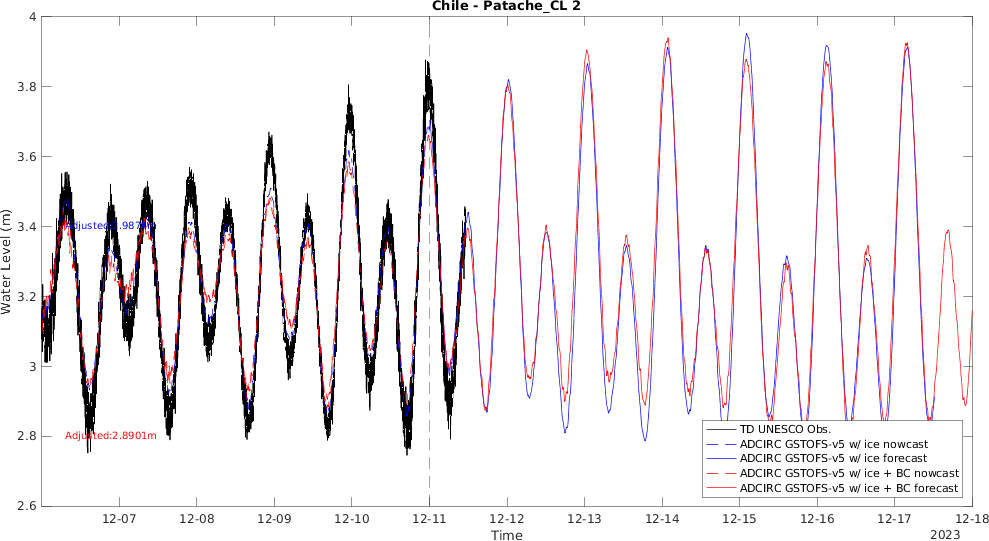 Chile - Patache_CL 2
Water Level (m)
4
3.8
3.6
3.4
3.2
3
2.8
2.6
Adjusted:2.8901m
TD UNESCO Obs.
ADCIRC GSTOFS-v5 w/ ice nowcast
ADCIRC GSTOFS-v5 w/ ice forecast
ADCIRC GSTOFS-v5 w/ ice + BC nowcast
ADCIRC GSTOFS-v5 w/ ice + BC forecast
12-07 12-08 12-09 12-10 12-11 12-12 12-13 12-14 12-15 12-16 12-17 12-18
Time
2023